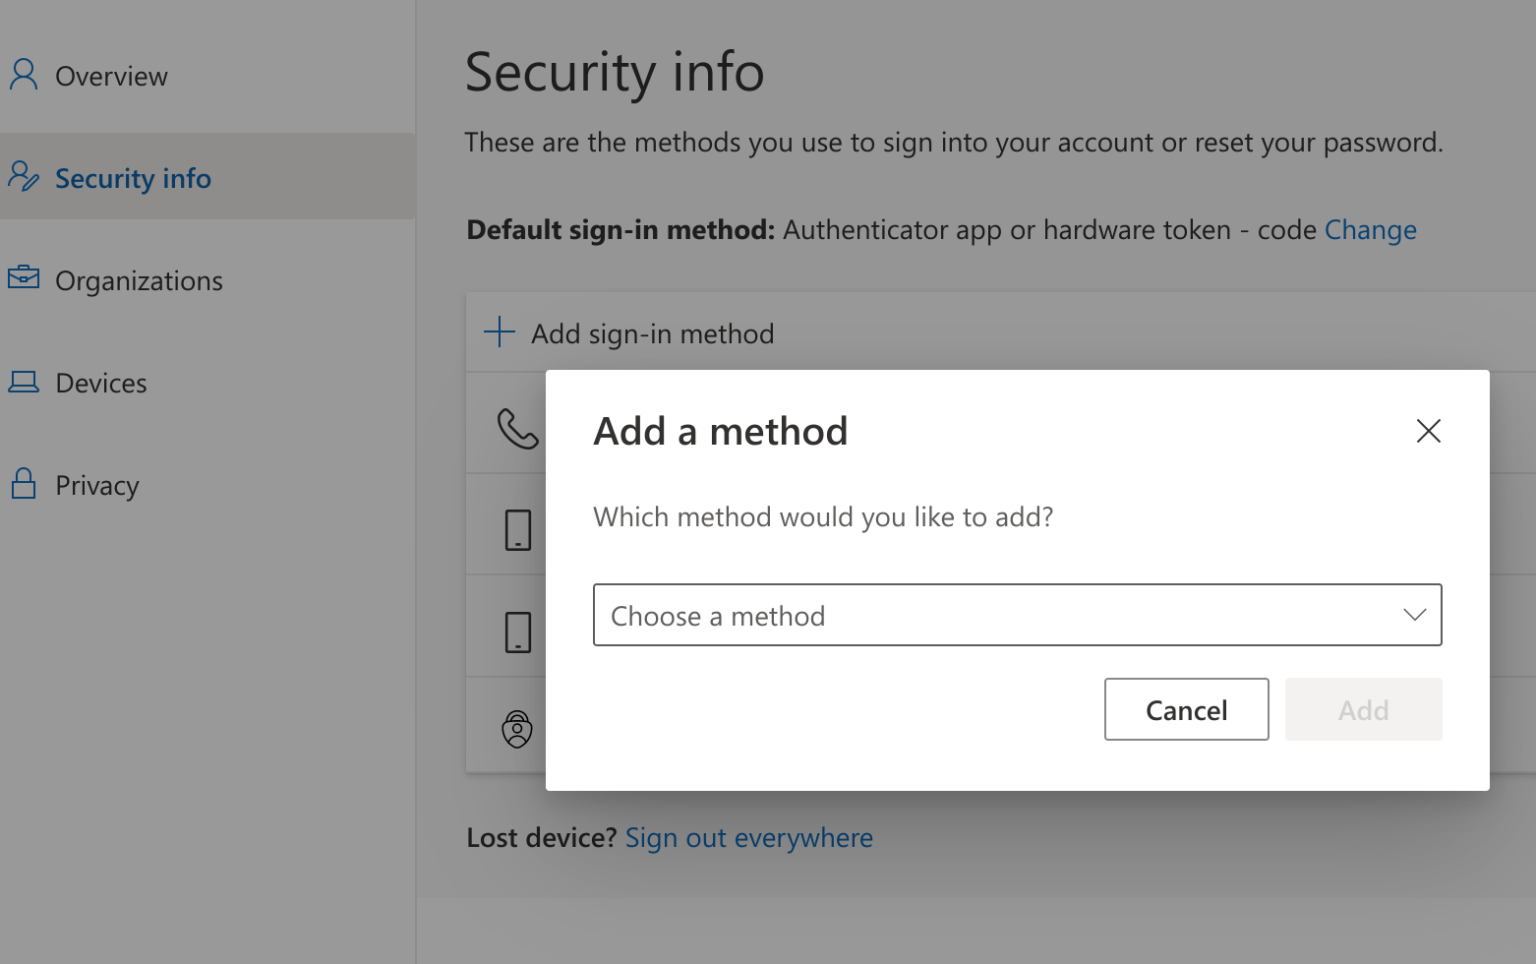 Overview
Security info
Organizations
Devices
Privacy
Security info
These are the methods you use to sign into your account or reset your password.
Default sign-in method: Authenticator app or hardware token - code Change
Add sign-in method
Add a method
Which method would you like to add?
Choose a method
Cancel
Add
Lost device? Sign out everywhere